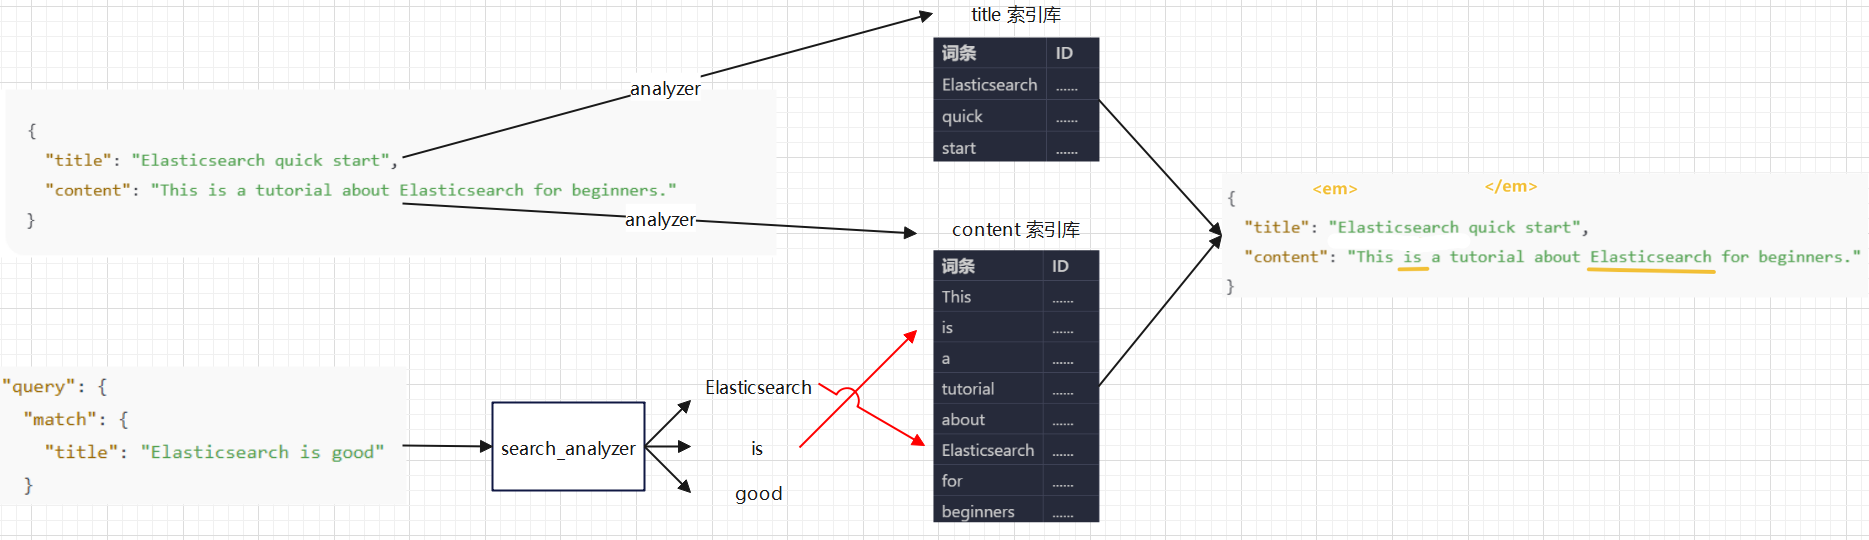 title 索引库
词条 ID
Elasticsearch ......
quick ......
start ......
analyzer
{
"title": "Elasticsearch quick start",
"content": "This is a tutorial about Elasticsearch for beginners."
}
analyzer
content 索引库
词条 ID
This ......
is ......
a ......
tutorial ......
about ......
Elasticsearch ......
for ......
beginners ......
<em> </em>
{
"title": "Elasticsearch quick start",
"content": "This is a tutorial about Elasticsearch for beginners."
}
"query": {
"match": {
"title": "Elasticsearch is good"
}
search_analyzer
Elasticsearch
is
good